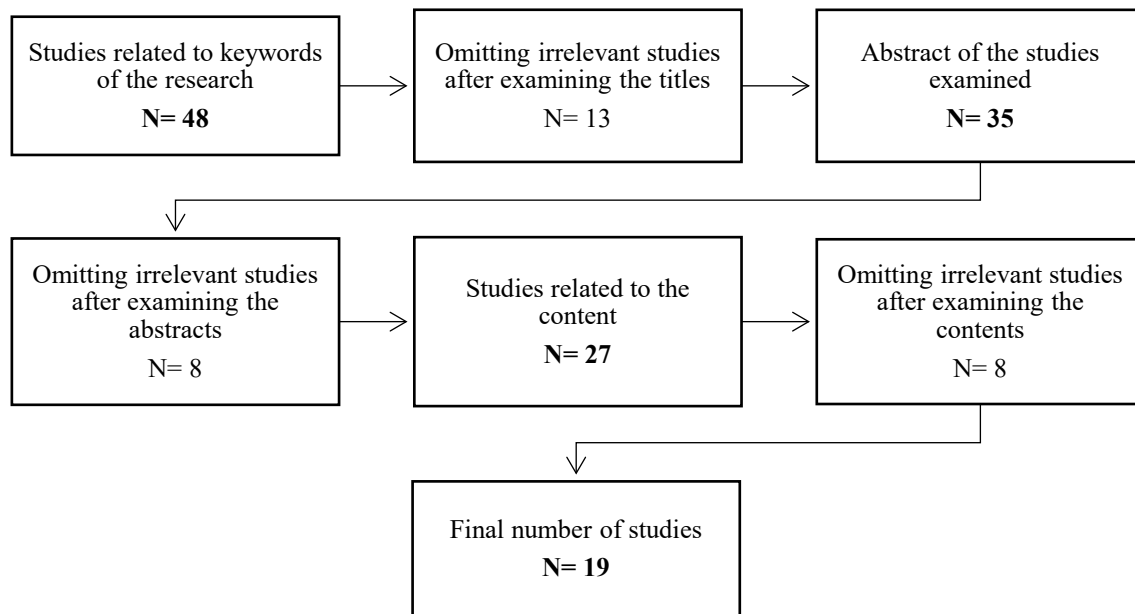 Studies related to keywords
of the research
N= 48
Omitting irrelevant studies
after examining the titles
N= 13
Abstract of the studies
examined
N= 35
Omitting irrelevant studies
after examining the
abstracts
N= 8
Studies related to the
content
N= 27
Omitting irrelevant studies
after examining the
contents
N= 8
Final number of studies
N= 19